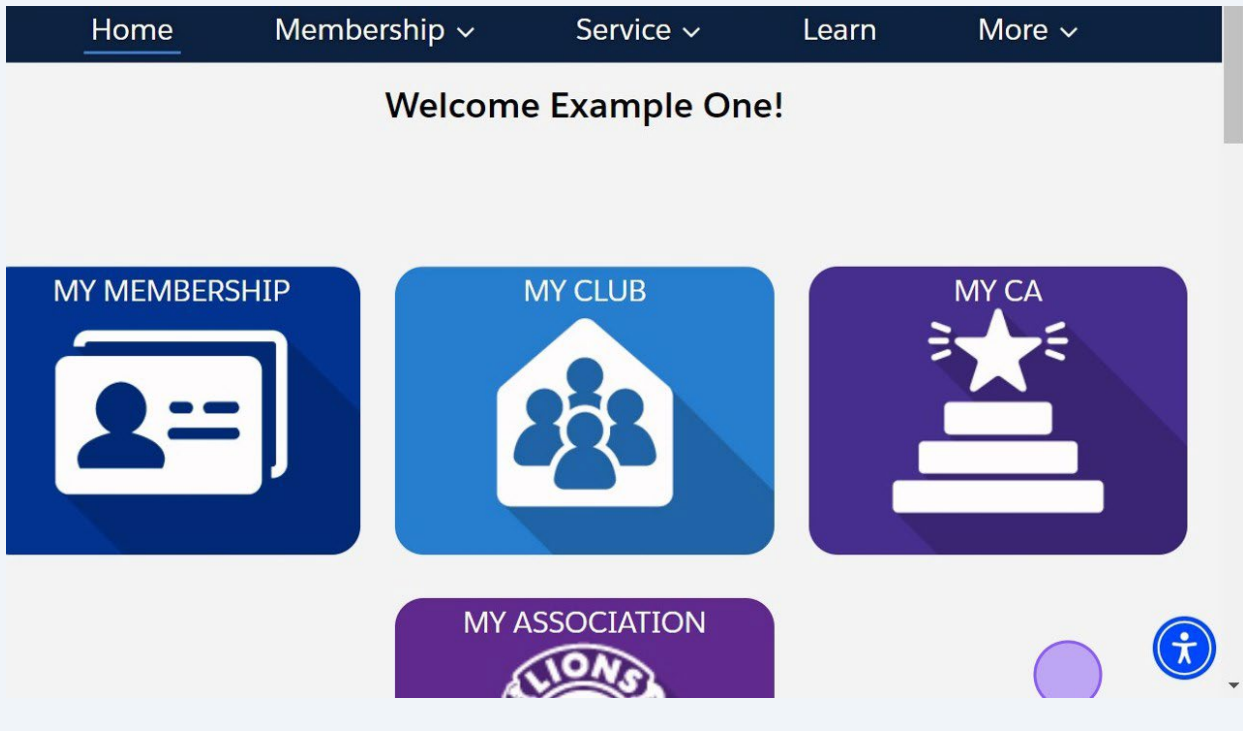 Home Membership Service Learn More
Welcome Example One!
MY MEMBERSHIP MY CLUB MY CA
MY ASSOCIATION
LIONS